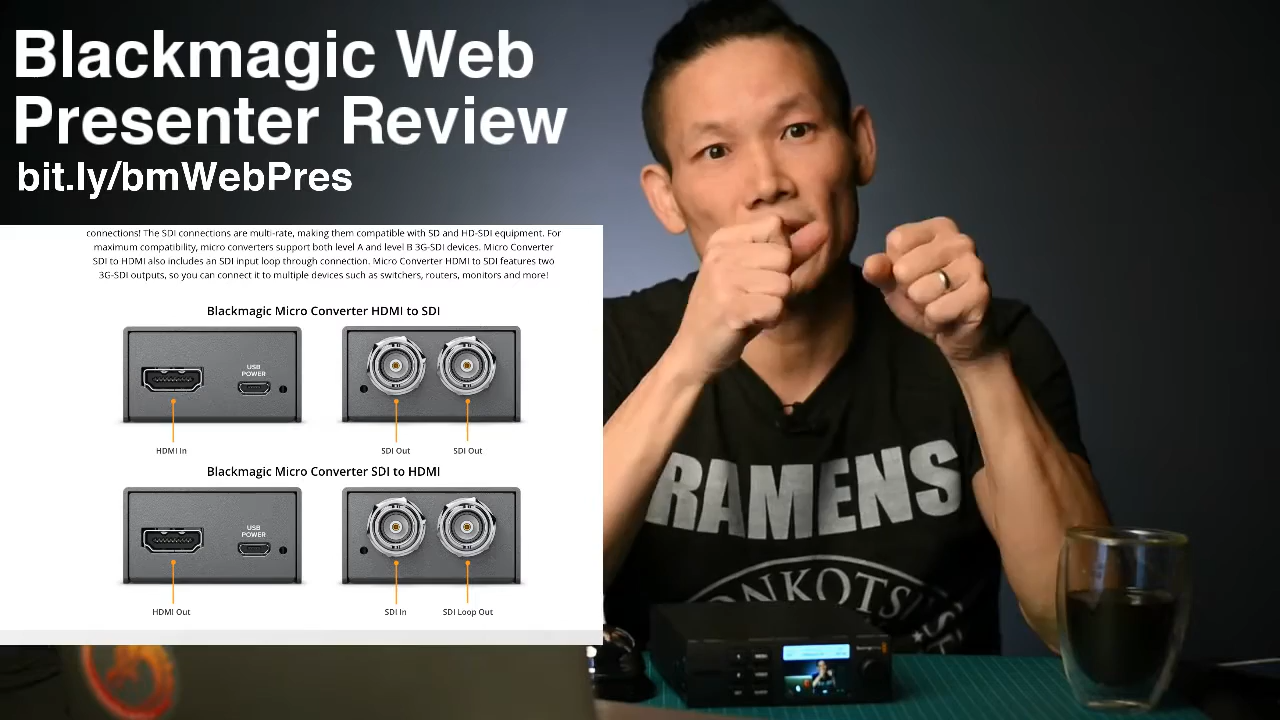 Blackmagic Web
Presenter Review
bit.ly/bmWebPres
connections! The SDI connections are multi-rate, making them compatible with SD and HD-SDI equipment. For
maximum compatibility, micro converters support both level A and level B 3G-SDI devices. Micro Converter
SDI to HDMI also includes an SDI input loop through connection. Micro Converter HDMI to SDI features two
3G-SDI outputs, so you can connect it to multiple devices such as switchers, routers, monitors and more!
Blackmagic Micro Converter HDMI to SDI
USB
POWER
HDMI In
SDI Out
SDI Out
Blackmagic Micro Converter SDI to HDMI
USB
POWER
HDMI Out
SDI In
SDI Loop Out
RAMENS
ONKOTSU